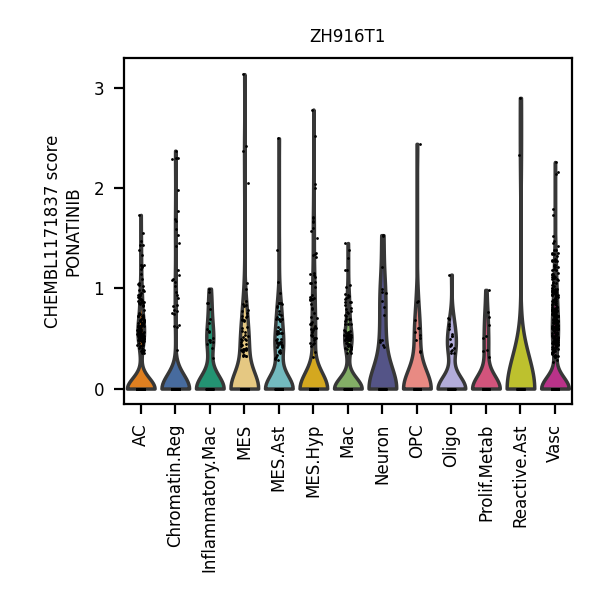 ZH916T1
CHEMBL1171837 score
PONATINIB
3
2
1
0
AC
Chromatin.Reg
Inflammatory.Mac
MES
MES.Ast
MES.Hyp
Mac
Neuron
OPC
Oligo
Prolif.Metab
Reactive.Ast
Vasc